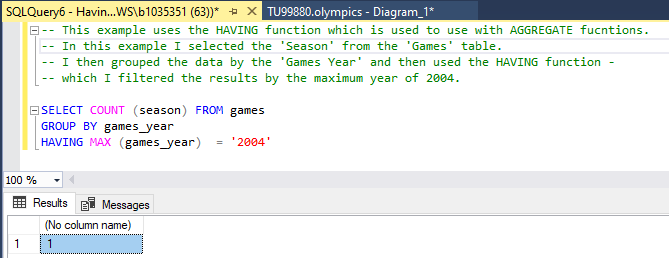 SQLQuery6 - Havin...WS\b1035351 (63))* TU99880.olympics - Diagram_1*
-- This example uses the HAVING function which is used to use with AGGREGATE fucntions.
-- In this example I selected the 'Season' from the 'Games' table.
-- I then grouped the data by the 'Games Year' and then used the HAVING function -
-- which I filtered the results by the maximum year of 2004.
SELECT COUNT (season) FROM games
GROUP BY games_year
HAVING MAX (games_year) = '2004'
100 %
Results Messages
(No column name)
1 1